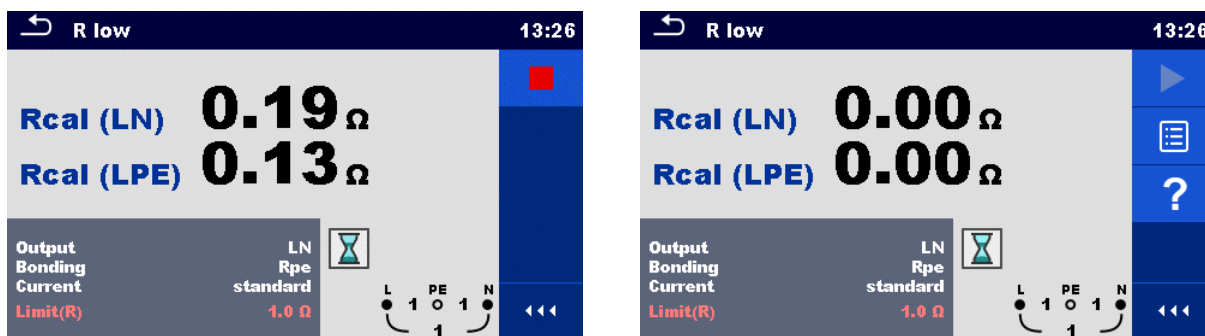 R low 13:26
Rcal (LN) 0.19 Ω
Rcal (LPE) 0.13 Ω
Output LN
Bonding Rpe
Current standard
Limit(R) 1.0 Ω
L PE N
1 1
1
R low 13:26
Rcal (LN) 0.00 Ω
Rcal (LPE) 0.00 Ω
?
Output LN
Bonding Rpe
Current standard
Limit(R) 1.0 Ω
L PE N
1 1
1